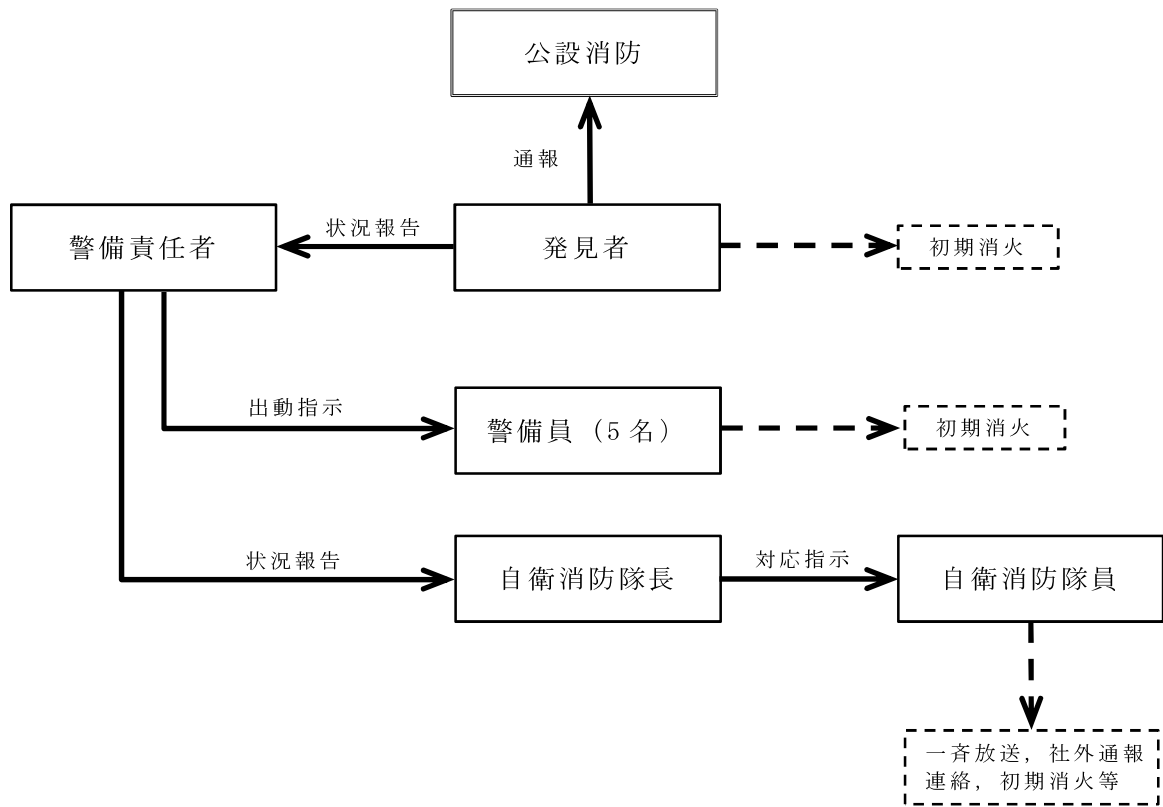 公設消防
通報
警備責任者
状況報告
発見者
初期消火
出動指示
警備員（5名）
初期消火
状況報告
自衛消防隊長
対応指示
自衛消防隊員
一斉放送，社外通報
連絡，初期消火等